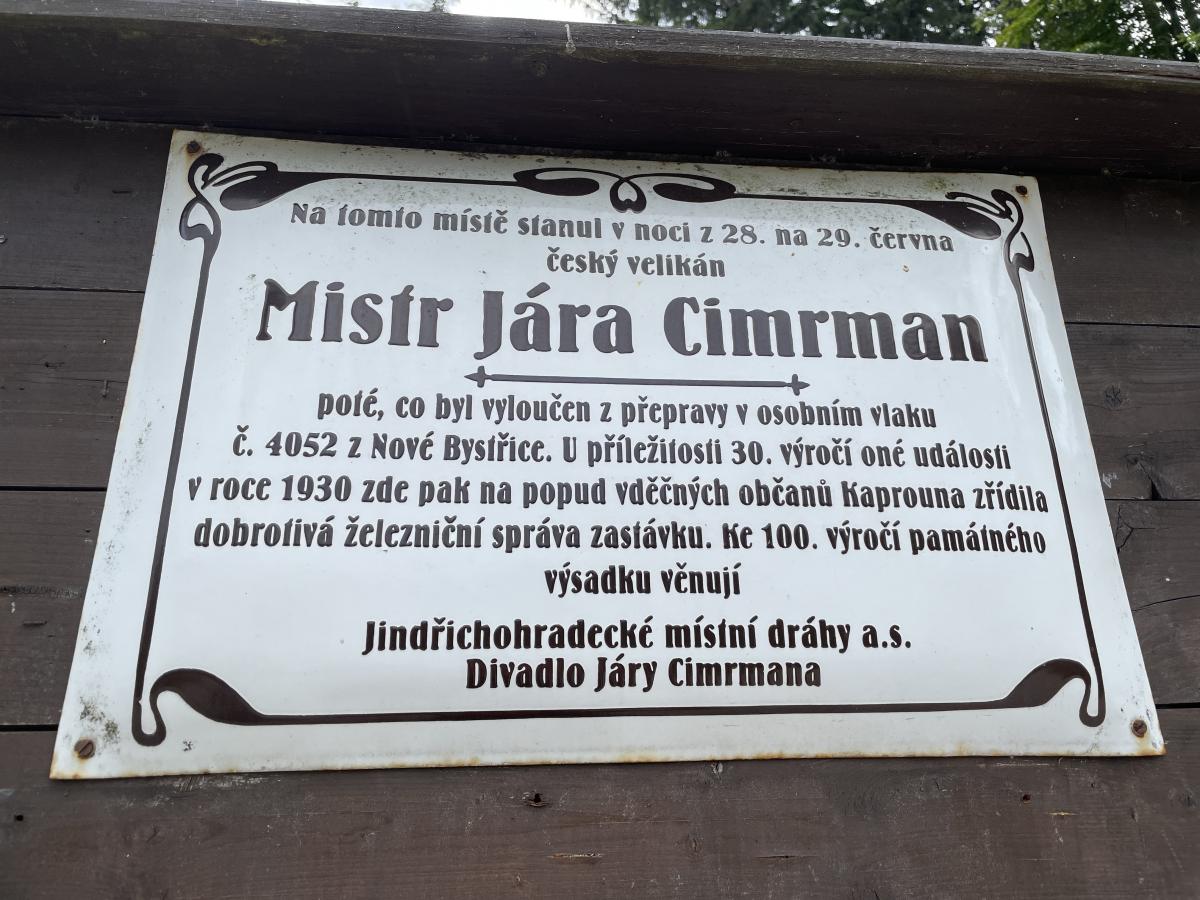 Na tomto místě stanul v noci z 28. na 29. června
český velikán
Mistr Jára Cimrman
poté, co byl vyloučen z přepravy v osobním vlaku
č. 4052 z Nové Bystřice. U příležitosti 30. výročí oné události
v roce 1930 zde pak na popud vděčných občanů Kaprouna zřídila
dobrotivá železniční správa zastávku. Ke 100. výročí památného
výsadku věnují
Jindřichohradecké místní dráhy a.s.
Divadlo Járy Cimrmana